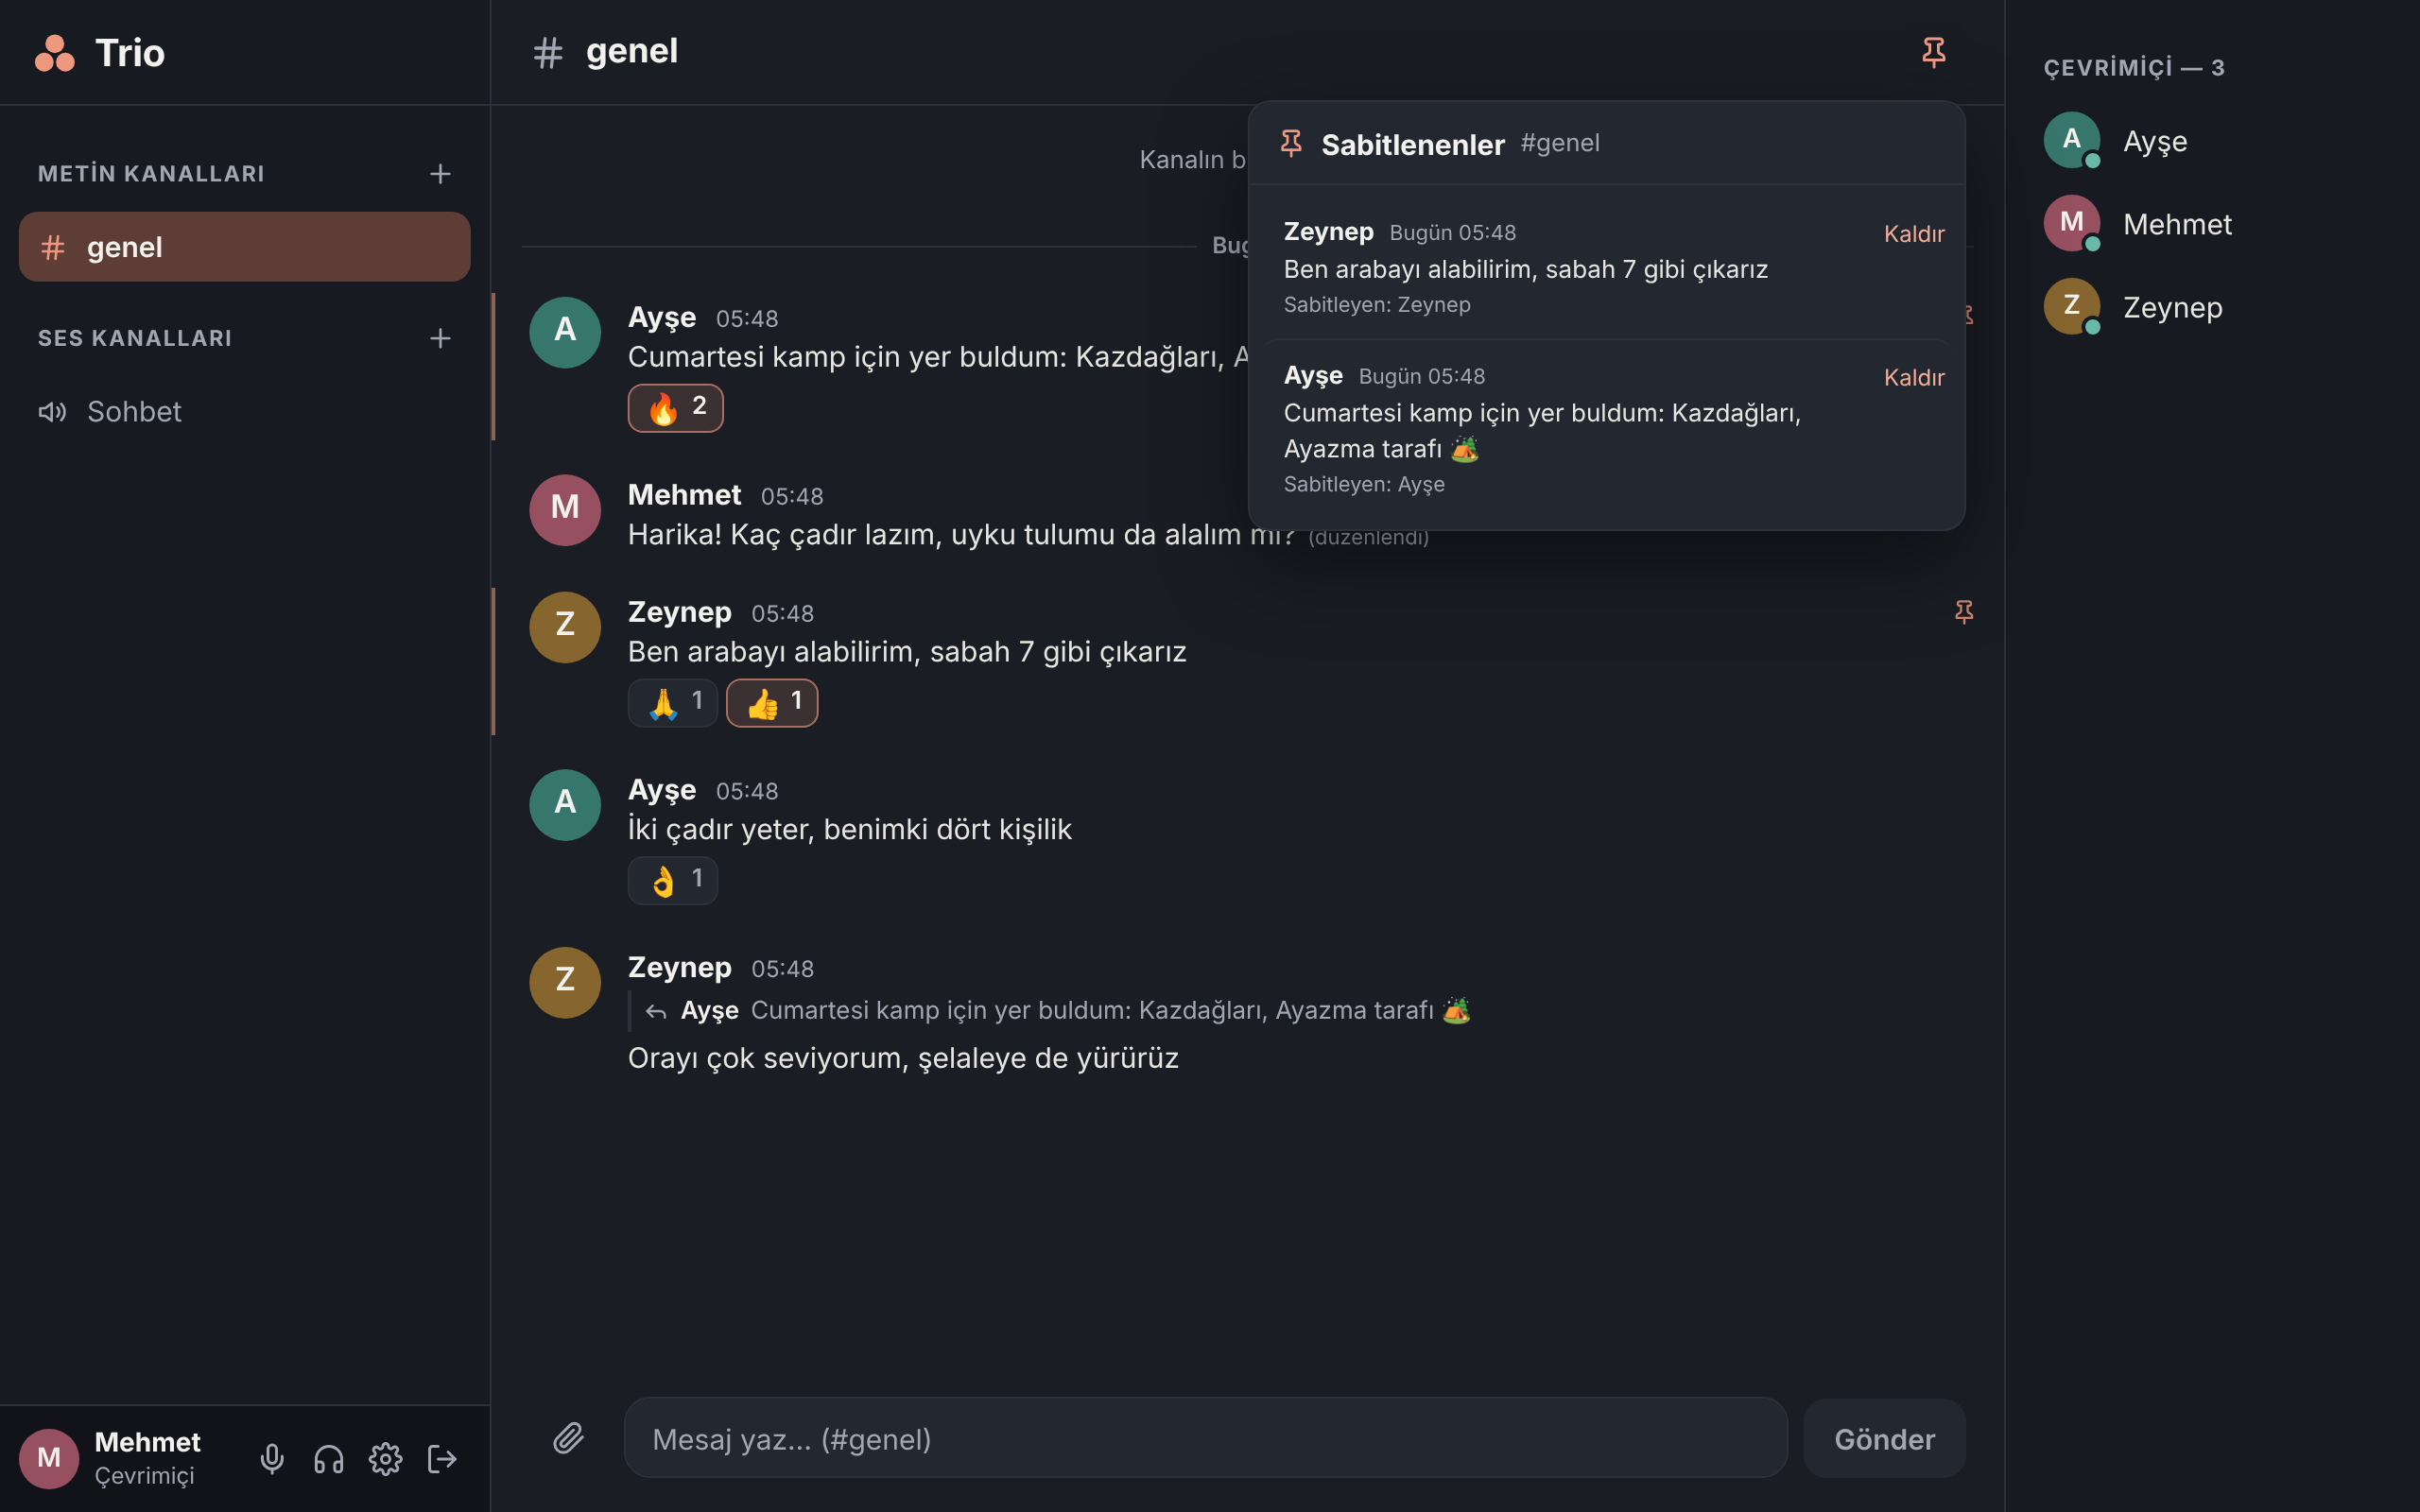 Trio
METİN KANALLARI
genel
SES KANALLARI
Sohbet
Mehmet
Çevrimiçi
# genel
Kanalın b
Sabitlenenler #genel
Zeynep Bugün 05:48 Kaldır
Ben arabayı alabilirim, sabah 7 gibi çıkarız
Sabitleyen: Zeynep
Ayşe Bugün 05:48 Kaldır
Cumartesi kamp için yer buldum: Kazdağları,
Ayazma tarafı 🏕️
Sabitleyen: Ayşe
Bug
A Ayşe 05:48
Cumartesi kamp için yer buldum: Kazdağları, A
🔥 2
M Mehmet 05:48
Harika! Kaç çadır lazım, uyku tulumu da alalım mı? (düzenlendi)
Z Zeynep 05:48
Ben arabayı alabilirim, sabah 7 gibi çıkarız
🙏 1 👍 1
A Ayşe 05:48
İki çadır yeter, benimki dört kişilik
👌 1
Z Zeynep 05:48
Ayşe Cumartesi kamp için yer buldum: Kazdağları, Ayazma tarafı 🏕️
Orayı çok seviyorum, şelaleye de yürürüz
Mesaj yaz... (#genel)
Gönder
ÇEVRİMİÇİ — 3
A Ayşe
M Mehmet
Z Zeynep